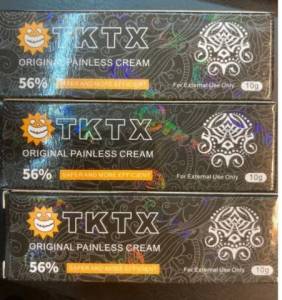 TKTX
ORIGINAL PAINLESS CREAM
56% SAFER AND MORE EFFICIENT
For External Use Only 10g
TKTX
ORIGINAL PAINLESS CREAM
56% SAFER AND MORE EFFICIENT
For External Use Only 10g
TKTX
ORIGINAL PAINLESS CREAM
56% SAFER AND MORE EFFICIENT
For External Use Only 10g